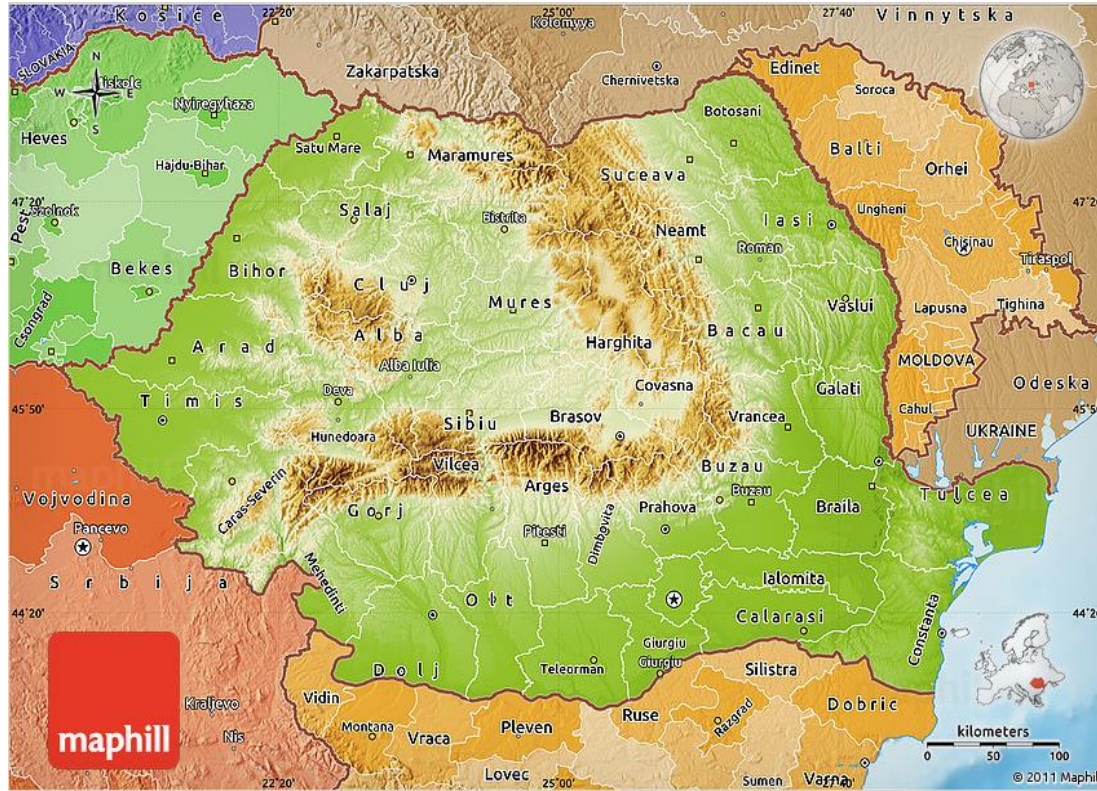 Košice
22 20
25 00
Kolomyya
27 40
Vinnytska
SLOVAKIA
N
Miskolc
W
E
S
Zakarpatska
Chernivetska
Edinet
Soroca
Nyiregyhaza
Heves
Botosani
Satu Mare
Maramures
Balti
Orhei
Hajdu-Bihar
Suceava
47 20
Szolnok
Pest
Salaj
Bistrita
Iasi
Ungheni
47 20
Neamt
Roman
Chisinau
Tiraspol
Bekes
Bihor
Cluj
Mures
Vaslui
Lapusna
Tighina
Csongrad
Arad
Alba
Harghita
Bacau
Alba Iulia
MOLDOVA
Odeska
Timis
Deva
Covasna
Galati
45 50
Hunedoara
Sibiu
Brasov
Vrancea
Cahul
45 50
UKRAINE
Vilcea
Buzau
Vojvodina
Caras-Severin
Arges
Buzau
Braila
Tulcea
Pancevo
Gorj
Pitesti
Dimbovita
Prahova
Srbija
Mehedinti
Ialomita
44 20
Olt
Calarasi
Constanta
44 20
Giurgiu
Giurgiu
Dolj
Teleorman
Silistra
Vidin
Dobric
Kraljevo
Montana
Pleven
Ruse
Razgrad
maphill
Nis
Vraca
kilometers
0
100
Lovec
Sumen
Varna
22 20
25 00
27 40
© 2011 Maphill